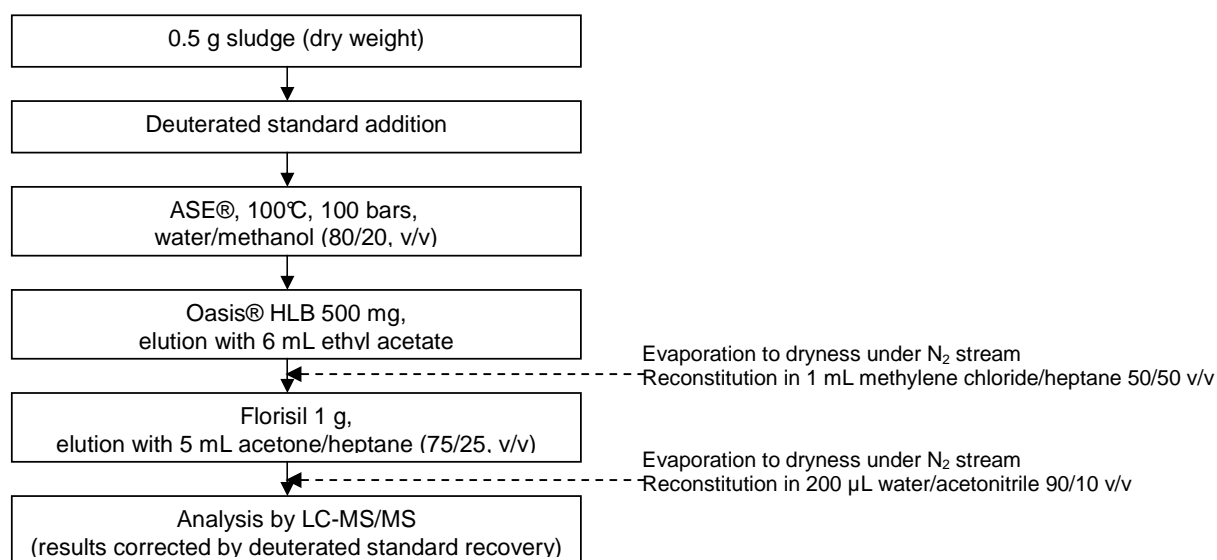 0.5 g sludge (dry weight)
Deuterated standard addition
ASE®, 100°C, 100 bars,
water/methanol (80/20, v/v)
Oasis® HLB 500 mg,
elution with 6 mL ethyl acetate
Evaporation to dryness under N₂ stream
Reconstitution in 1 mL methylene chloride/heptane 50/50 v/v
Florisil 1 g,
elution with 5 mL acetone/heptane (75/25, v/v)
Evaporation to dryness under N₂ stream
Reconstitution in 200 µL water/acetonitrile 90/10 v/v
Analysis by LC-MS/MS
(results corrected by deuterated standard recovery)